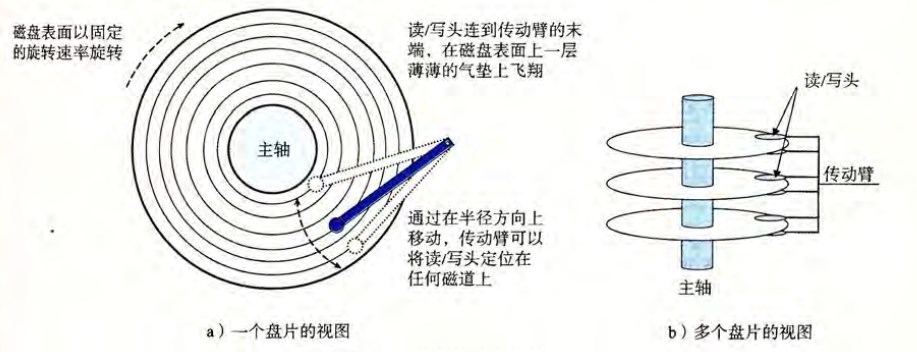 磁盘表面以固定
的旋转速率旋转
主轴
读/写头连到传动臂的末
端，在磁盘表面上一层
薄薄的气垫上飞翔
通过在半径方向上
移动，传动臂可以
将读/写头定位在
任何磁道上
a）一个盘片的视图
读/写头
传动臂
主轴
b）多个盘片的视图